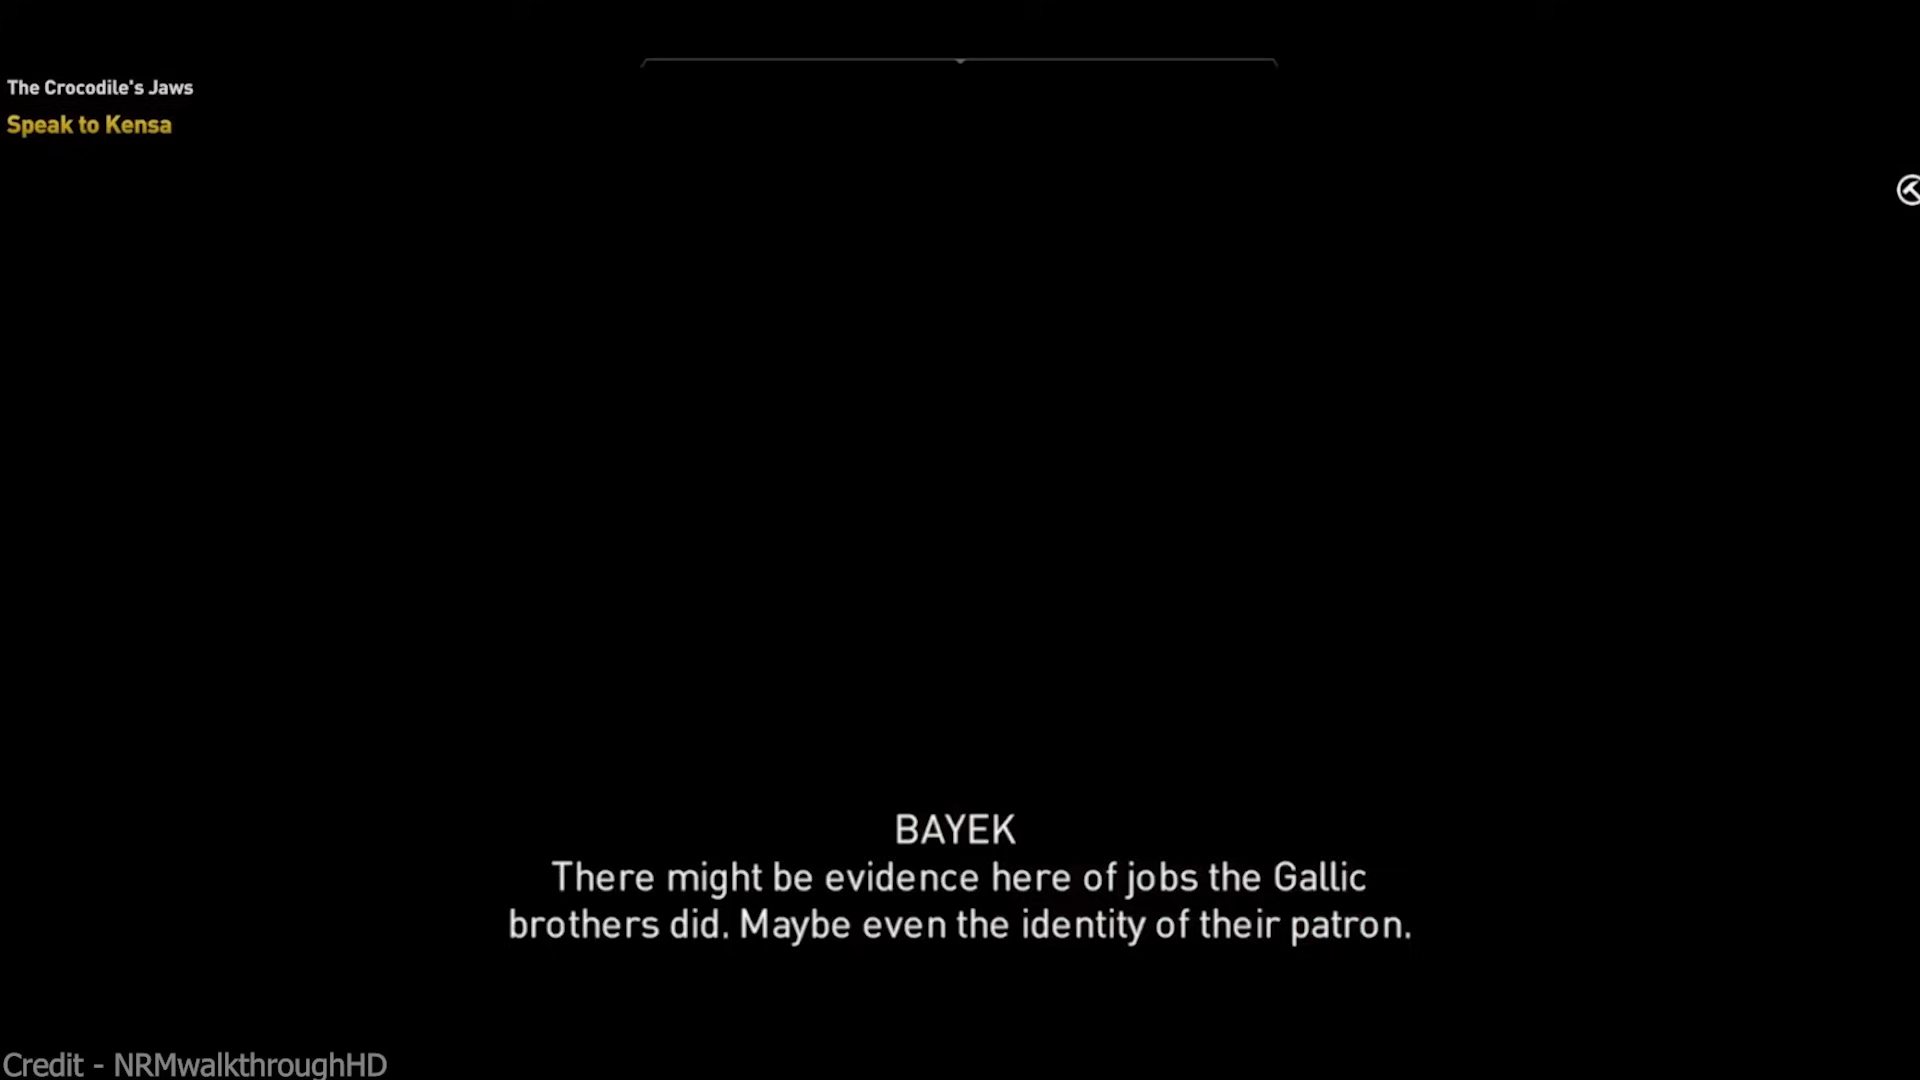 The Crocodile's Jaws
Speak to Kensa
BAYEK
There might be evidence here of jobs the Gallic
brothers did. Maybe even the identity of their patron.
Credit - NRMwalkthroughHD